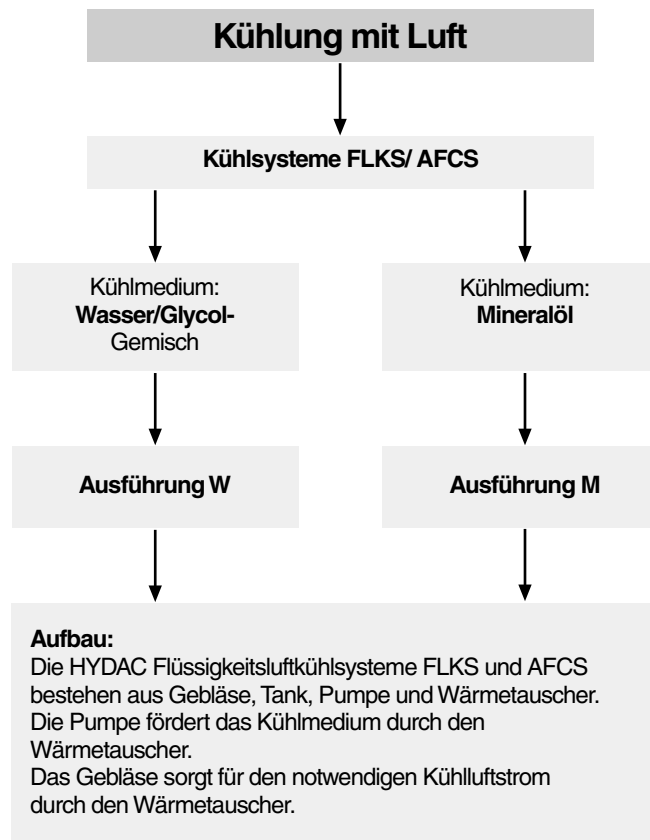 Kühlung mit Luft
Kühlsysteme FLKS/ AFCS
Kühlmedium:
Wasser/Glycol-
Gemisch
Kühlmedium:
Mineralöl
Ausführung W
Ausführung M
Aufbau:
Die HYDAC Flüssigkeitsluftkühlsysteme FLKS und AFCS
bestehen aus Gebläse, Tank, Pumpe und Wärmetauscher.
Die Pumpe fördert das Kühlmedium durch den
Wärmetauscher.
Das Gebläse sorgt für den notwendigen Kühlluftstrom
durch den Wärmetauscher.